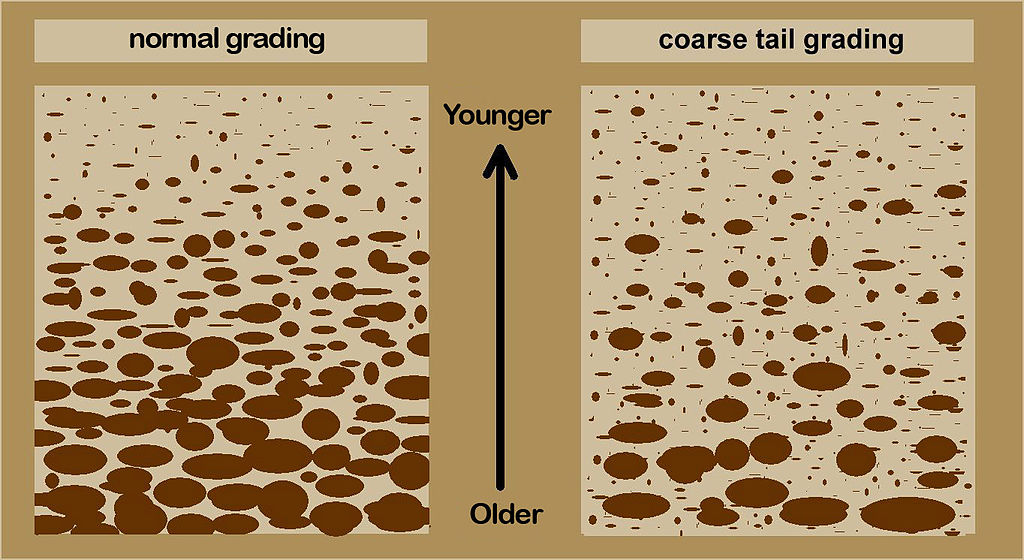 normal grading
coarse tail grading
Younger
Older